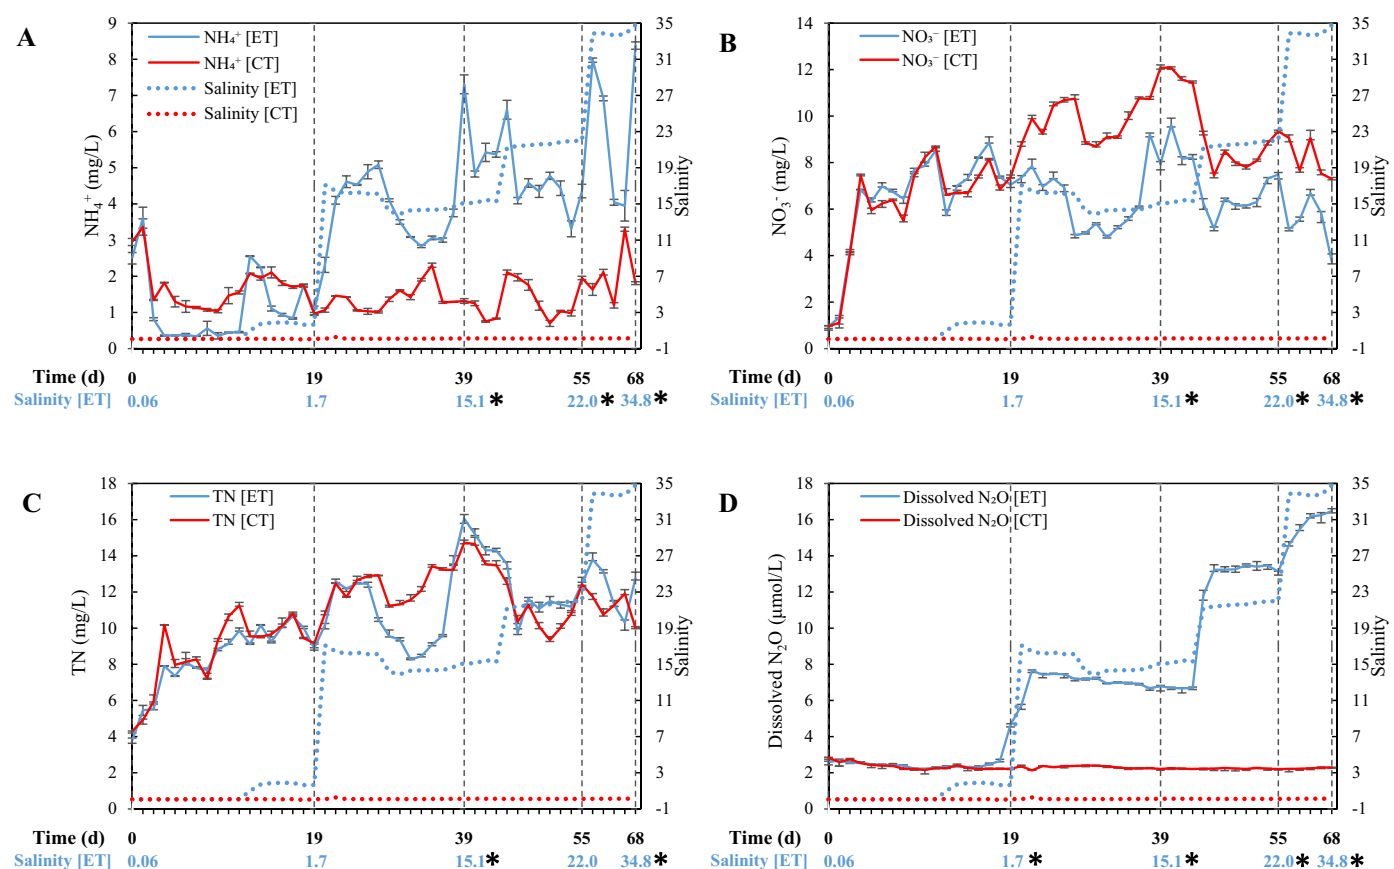 A
NH₄⁺ (mg/L)
9
8
7
6
5
4
3
2
1
0
NH₄⁺ [ET]
NH₄⁺ [CT]
Salinity [ET]
Salinity [CT]
35
31
27
23
19
15
11
7
3
-1
Salinity
Time (d) 0 19 39 55 68
Salinity [ET] 0.06 1.7 15.1 * 22.0 * 34.8 *
B
NO₃⁻ (mg/L)
14
12
10
8
6
4
2
0
NO₃⁻ [ET]
NO₃⁻ [CT]
35
31
27
23
19
15
11
7
3
-1
Salinity
0 19 39 55 68
0.06 1.7 15.1 * 22.0 * 34.8 *
C
TN (mg/L)
18
16
14
12
10
8
6
4
2
0
TN [ET]
TN [CT]
35
31
27
23
19
15
11
7
3
-1
Salinity
Time (d) 0 19 39 55 68
Salinity [ET] 0.06 1.7 15.1 * 22.0 34.8 *
D
Dissolved N₂O (μmol/L)
18
16
14
12
10
8
6
4
2
0
Dissolved N₂O [ET]
Dissolved N₂O [CT]
35
31
27
23
19
15
11
7
3
-1
Salinity
0 19 39 55 68
0.06 1.7 * 15.1 * 22.0 * 34.8 *